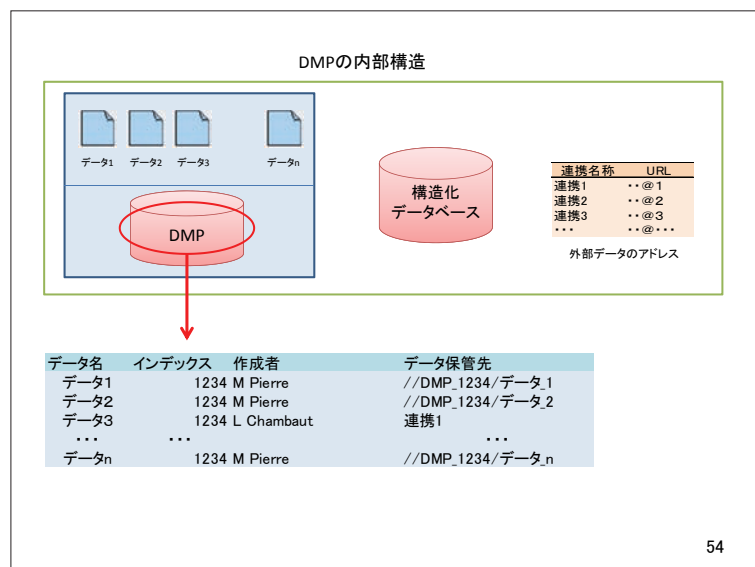 DMPの内部構造
データ1 データ2 データ3 データn
DMP
構造化
データベース
連携名称 URL
連携1 ・・@1
連携2 ・・@2
連携3 ・・@3
・・・ ・・@・・・
外部データのアドレス
データ名 インデックス 作成者 データ保管先
データ1 1234 M Pierre //DMP_1234/データ_1
データ2 1234 M Pierre //DMP_1234/データ_2
データ3 1234 L Chambaut 連携1
・・・ ・・・ ・・・
データn 1234 M Pierre //DMP_1234/データ_n
54